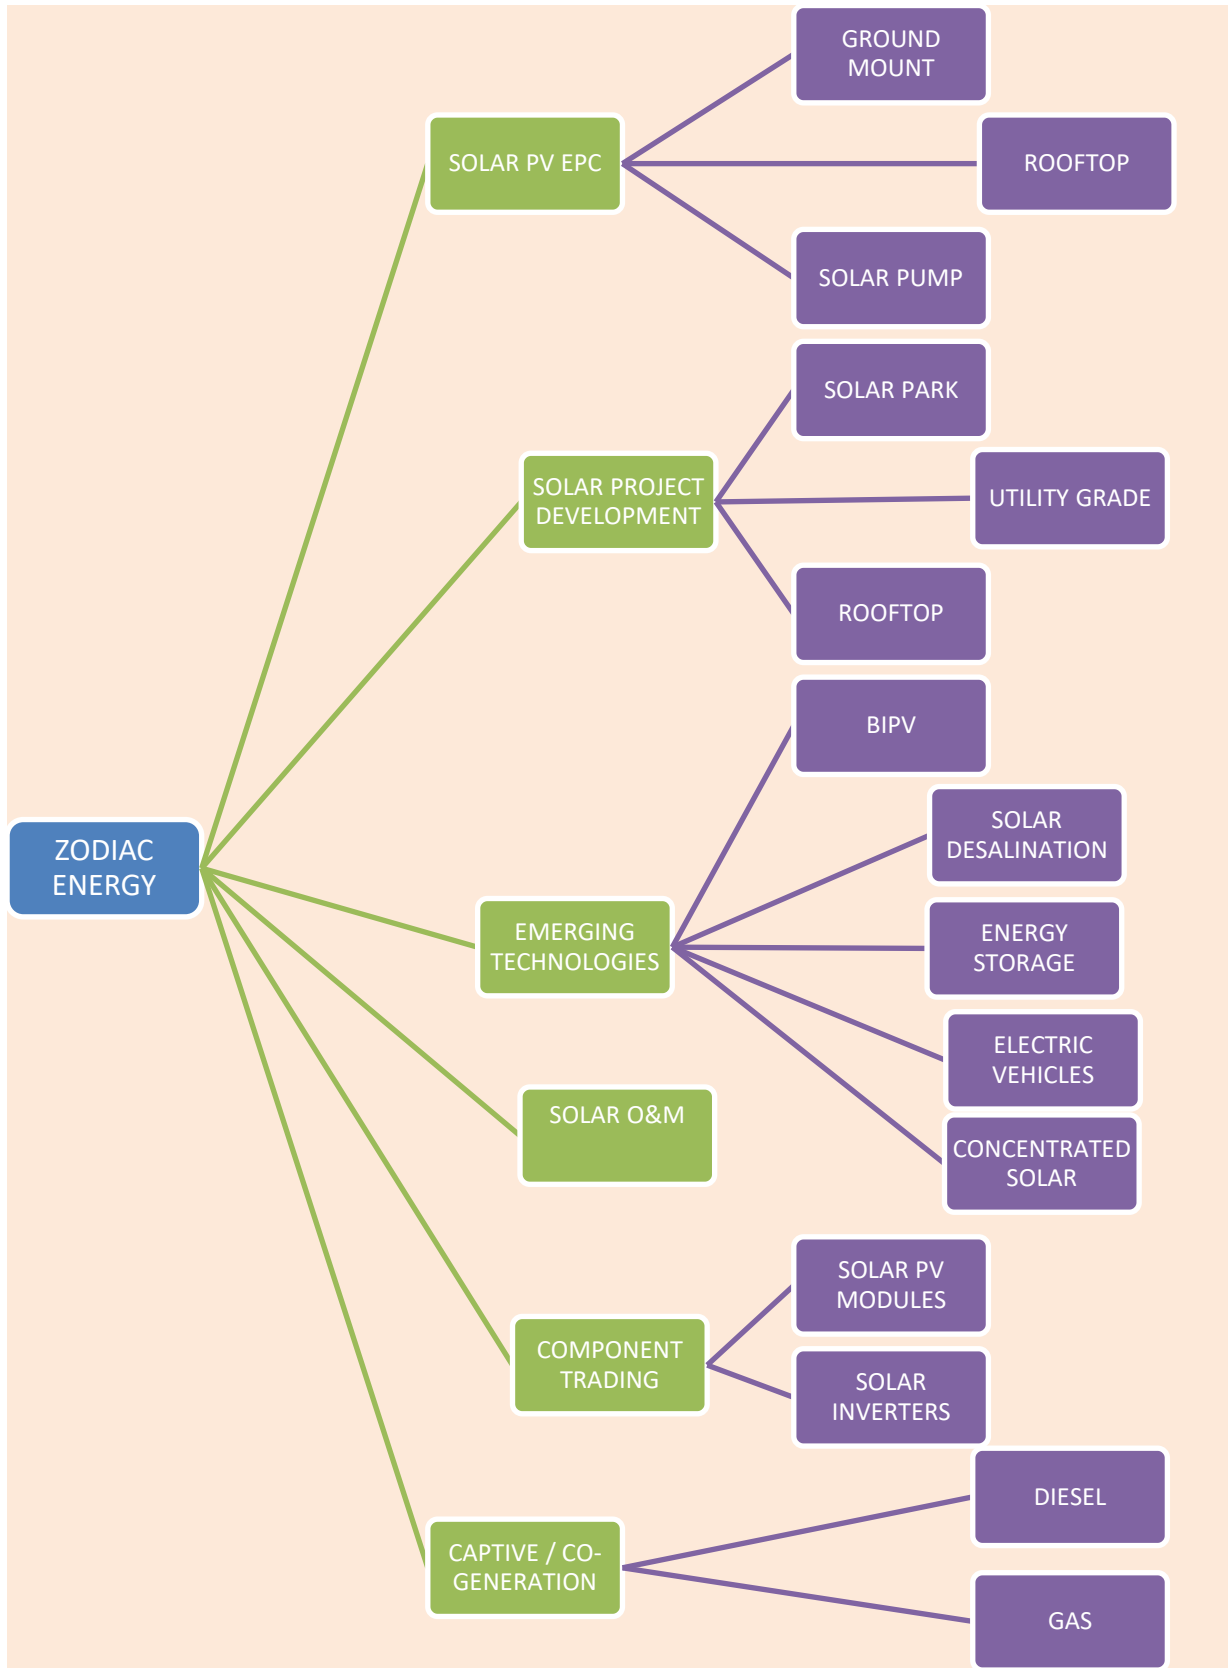 ZODIAC
ENERGY
SOLAR PV EPC
GROUND
MOUNT
ROOFTOP
SOLAR PUMP
SOLAR PROJECT
DEVELOPMENT
SOLAR PARK
UTILITY GRADE
ROOFTOP
EMERGING
TECHNOLOGIES
BIPV
SOLAR
DESALINATION
ENERGY
STORAGE
ELECTRIC
VEHICLES
CONCENTRATED
SOLAR
SOLAR O&M
COMPONENT
TRADING
SOLAR PV
MODULES
SOLAR
INVERTERS
CAPTIVE / CO-
GENERATION
DIESEL
GAS